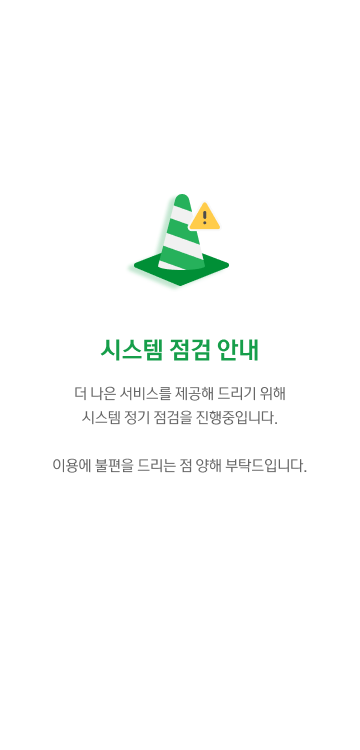 시스템 점검 안내
더 나은 서비스를 제공해 드리기 위해
시스템 정기 점검을 진행중입니다.
이용에 불편을 드리는 점 양해 부탁드입니다.